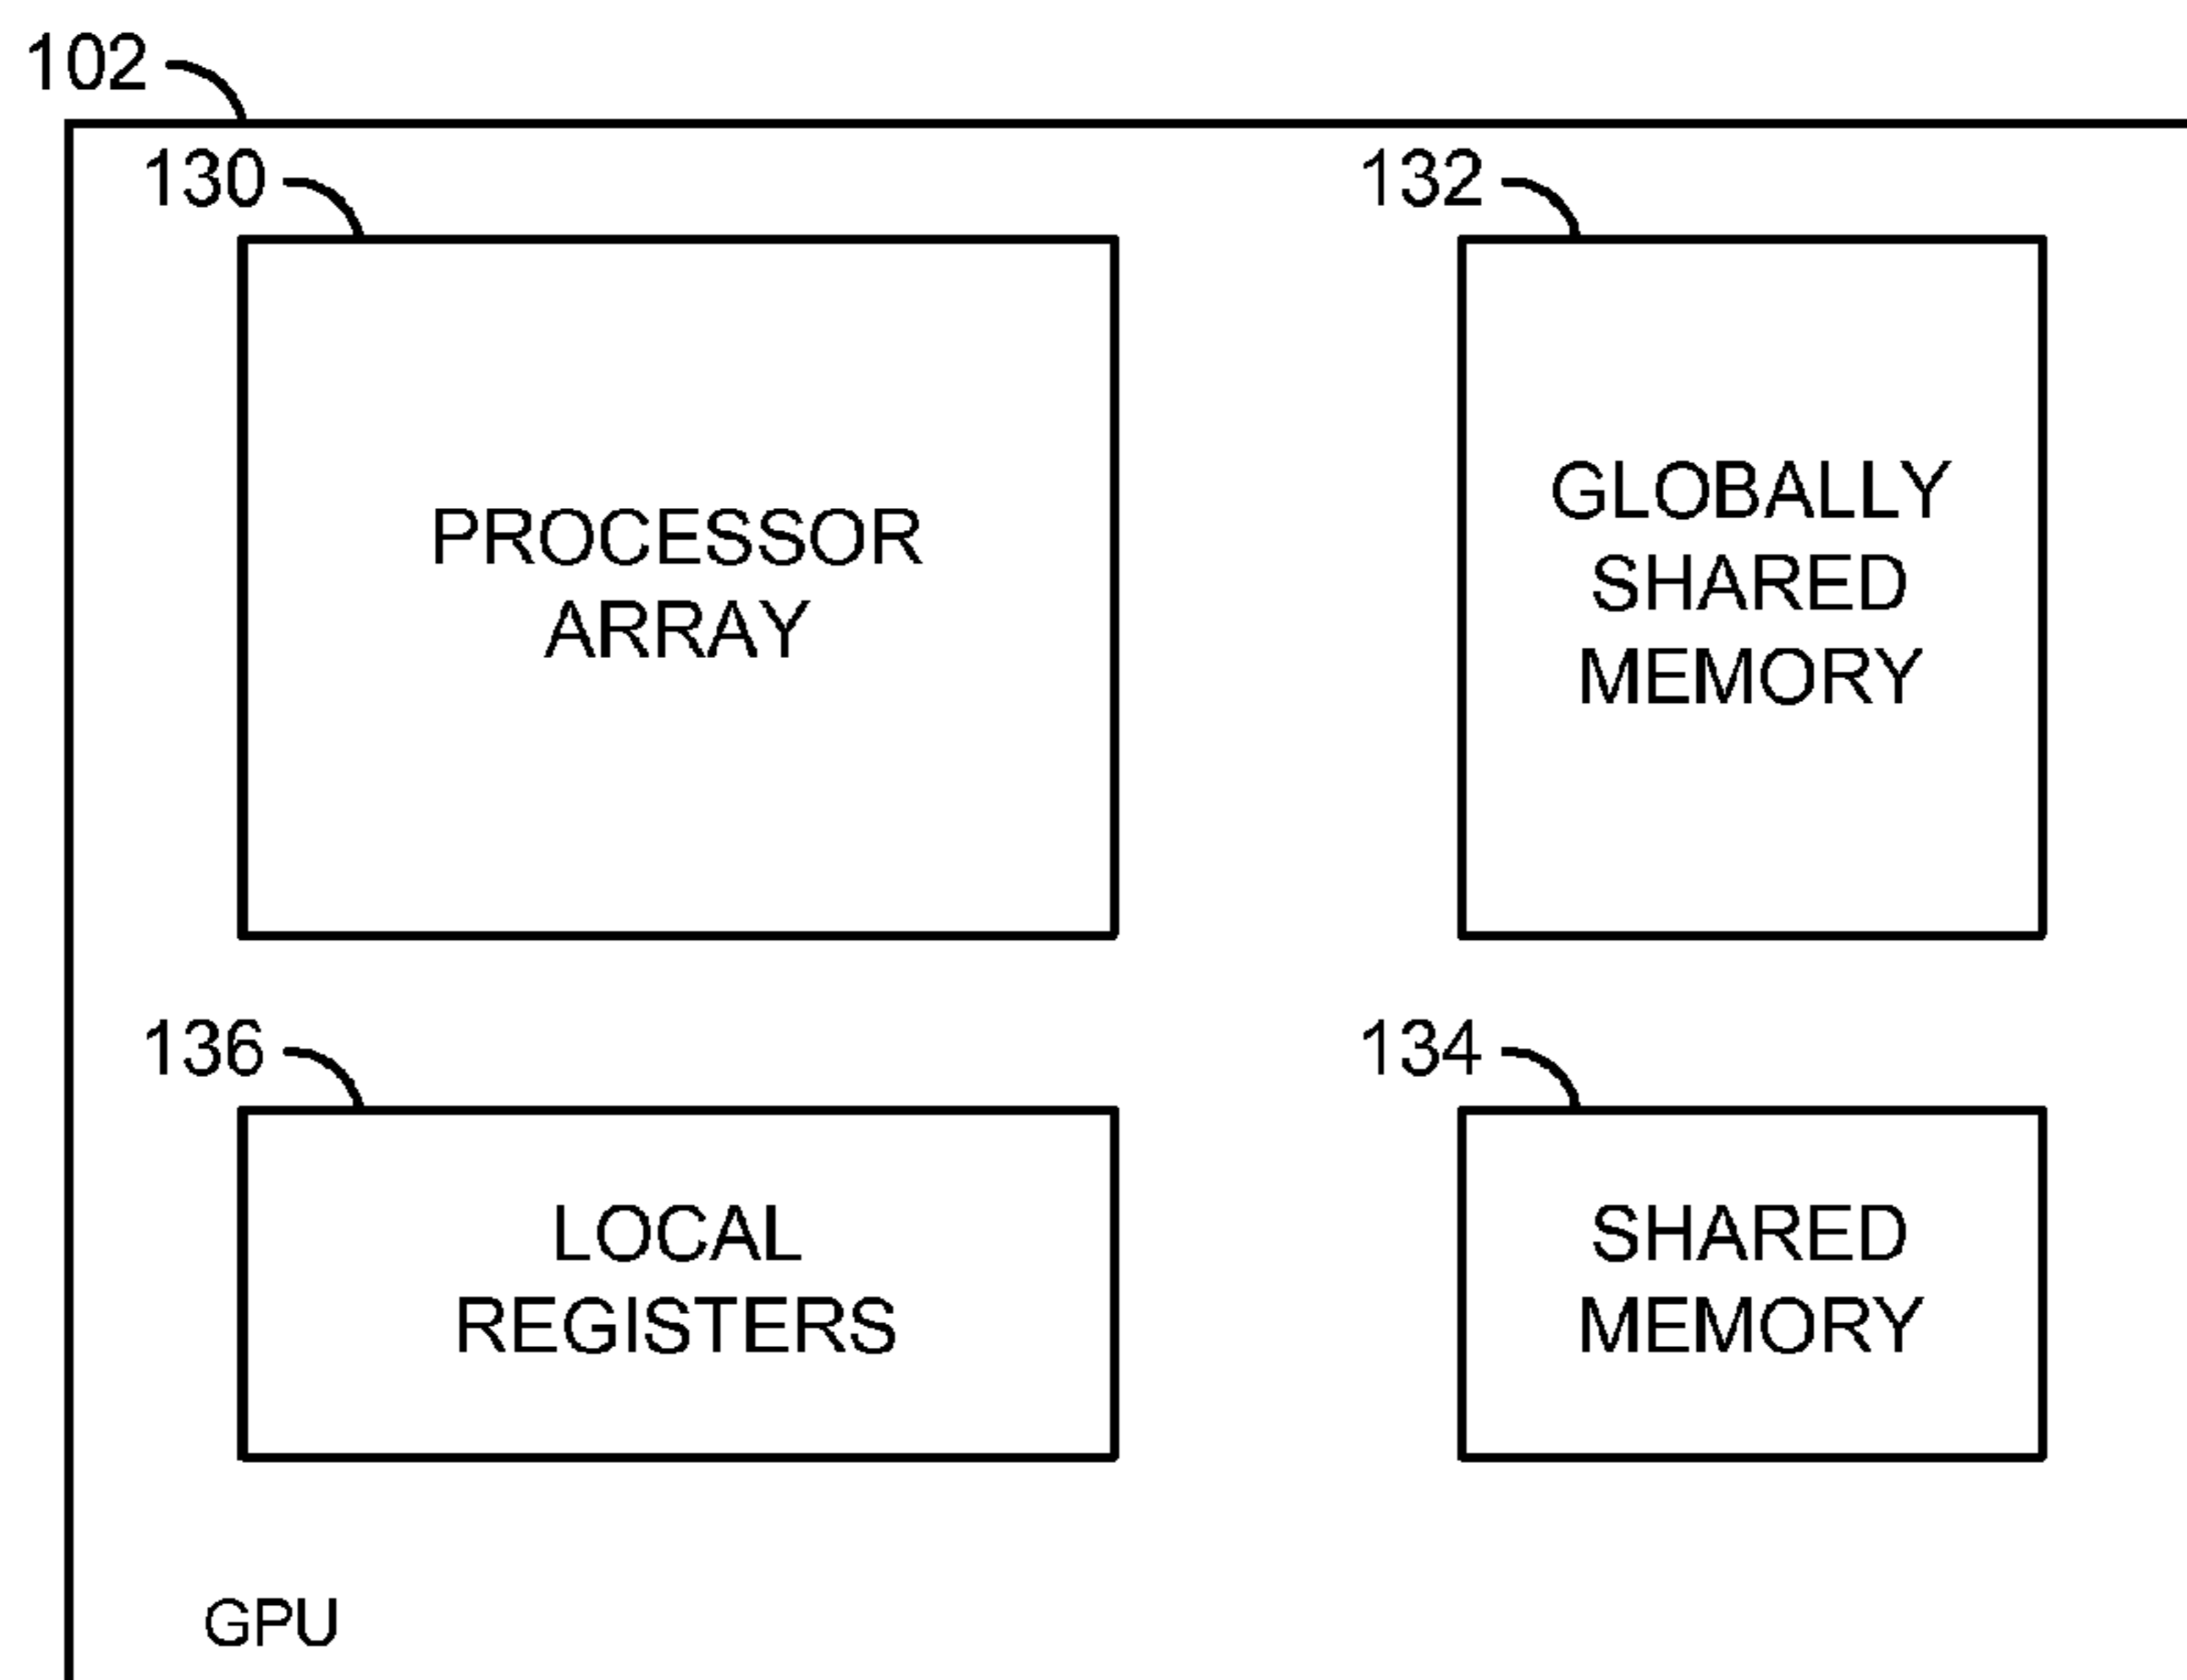 102
130
132
PROCESSOR
ARRAY
GLOBALLY
SHARED
MEMORY
136
134
LOCAL
REGISTERS
SHARED
MEMORY
GPU